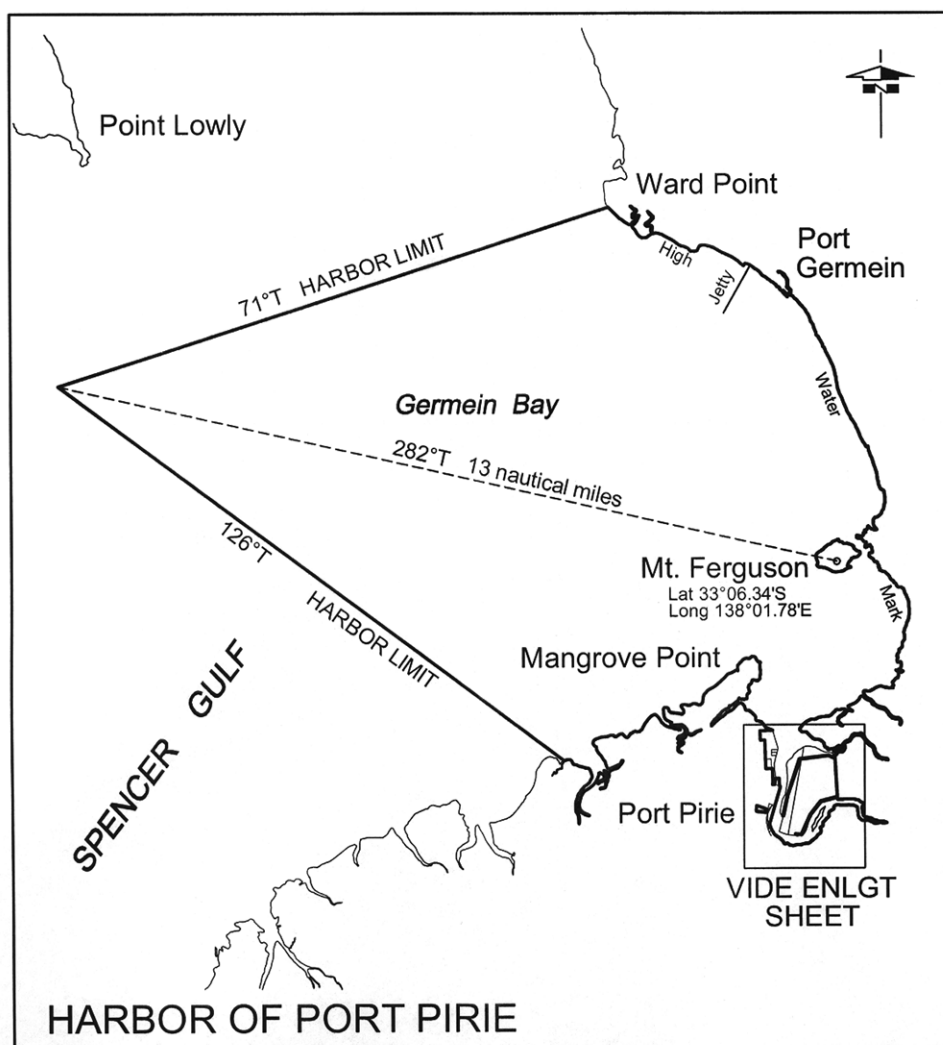 Point Lowly
N
Ward Point
Port
Germein
High
Jetty
71°T HARBOR LIMIT
Water
Germein Bay
282°T 13 nautical miles
126°T
HARBOR LIMIT
Mt. Ferguson
Lat 33°06.34'S
Long 138°01.78'E
Mark
Mangrove Point
SPENCER GULF
Port Pirie
VIDE ENLGT
SHEET
HARBOR OF PORT PIRIE